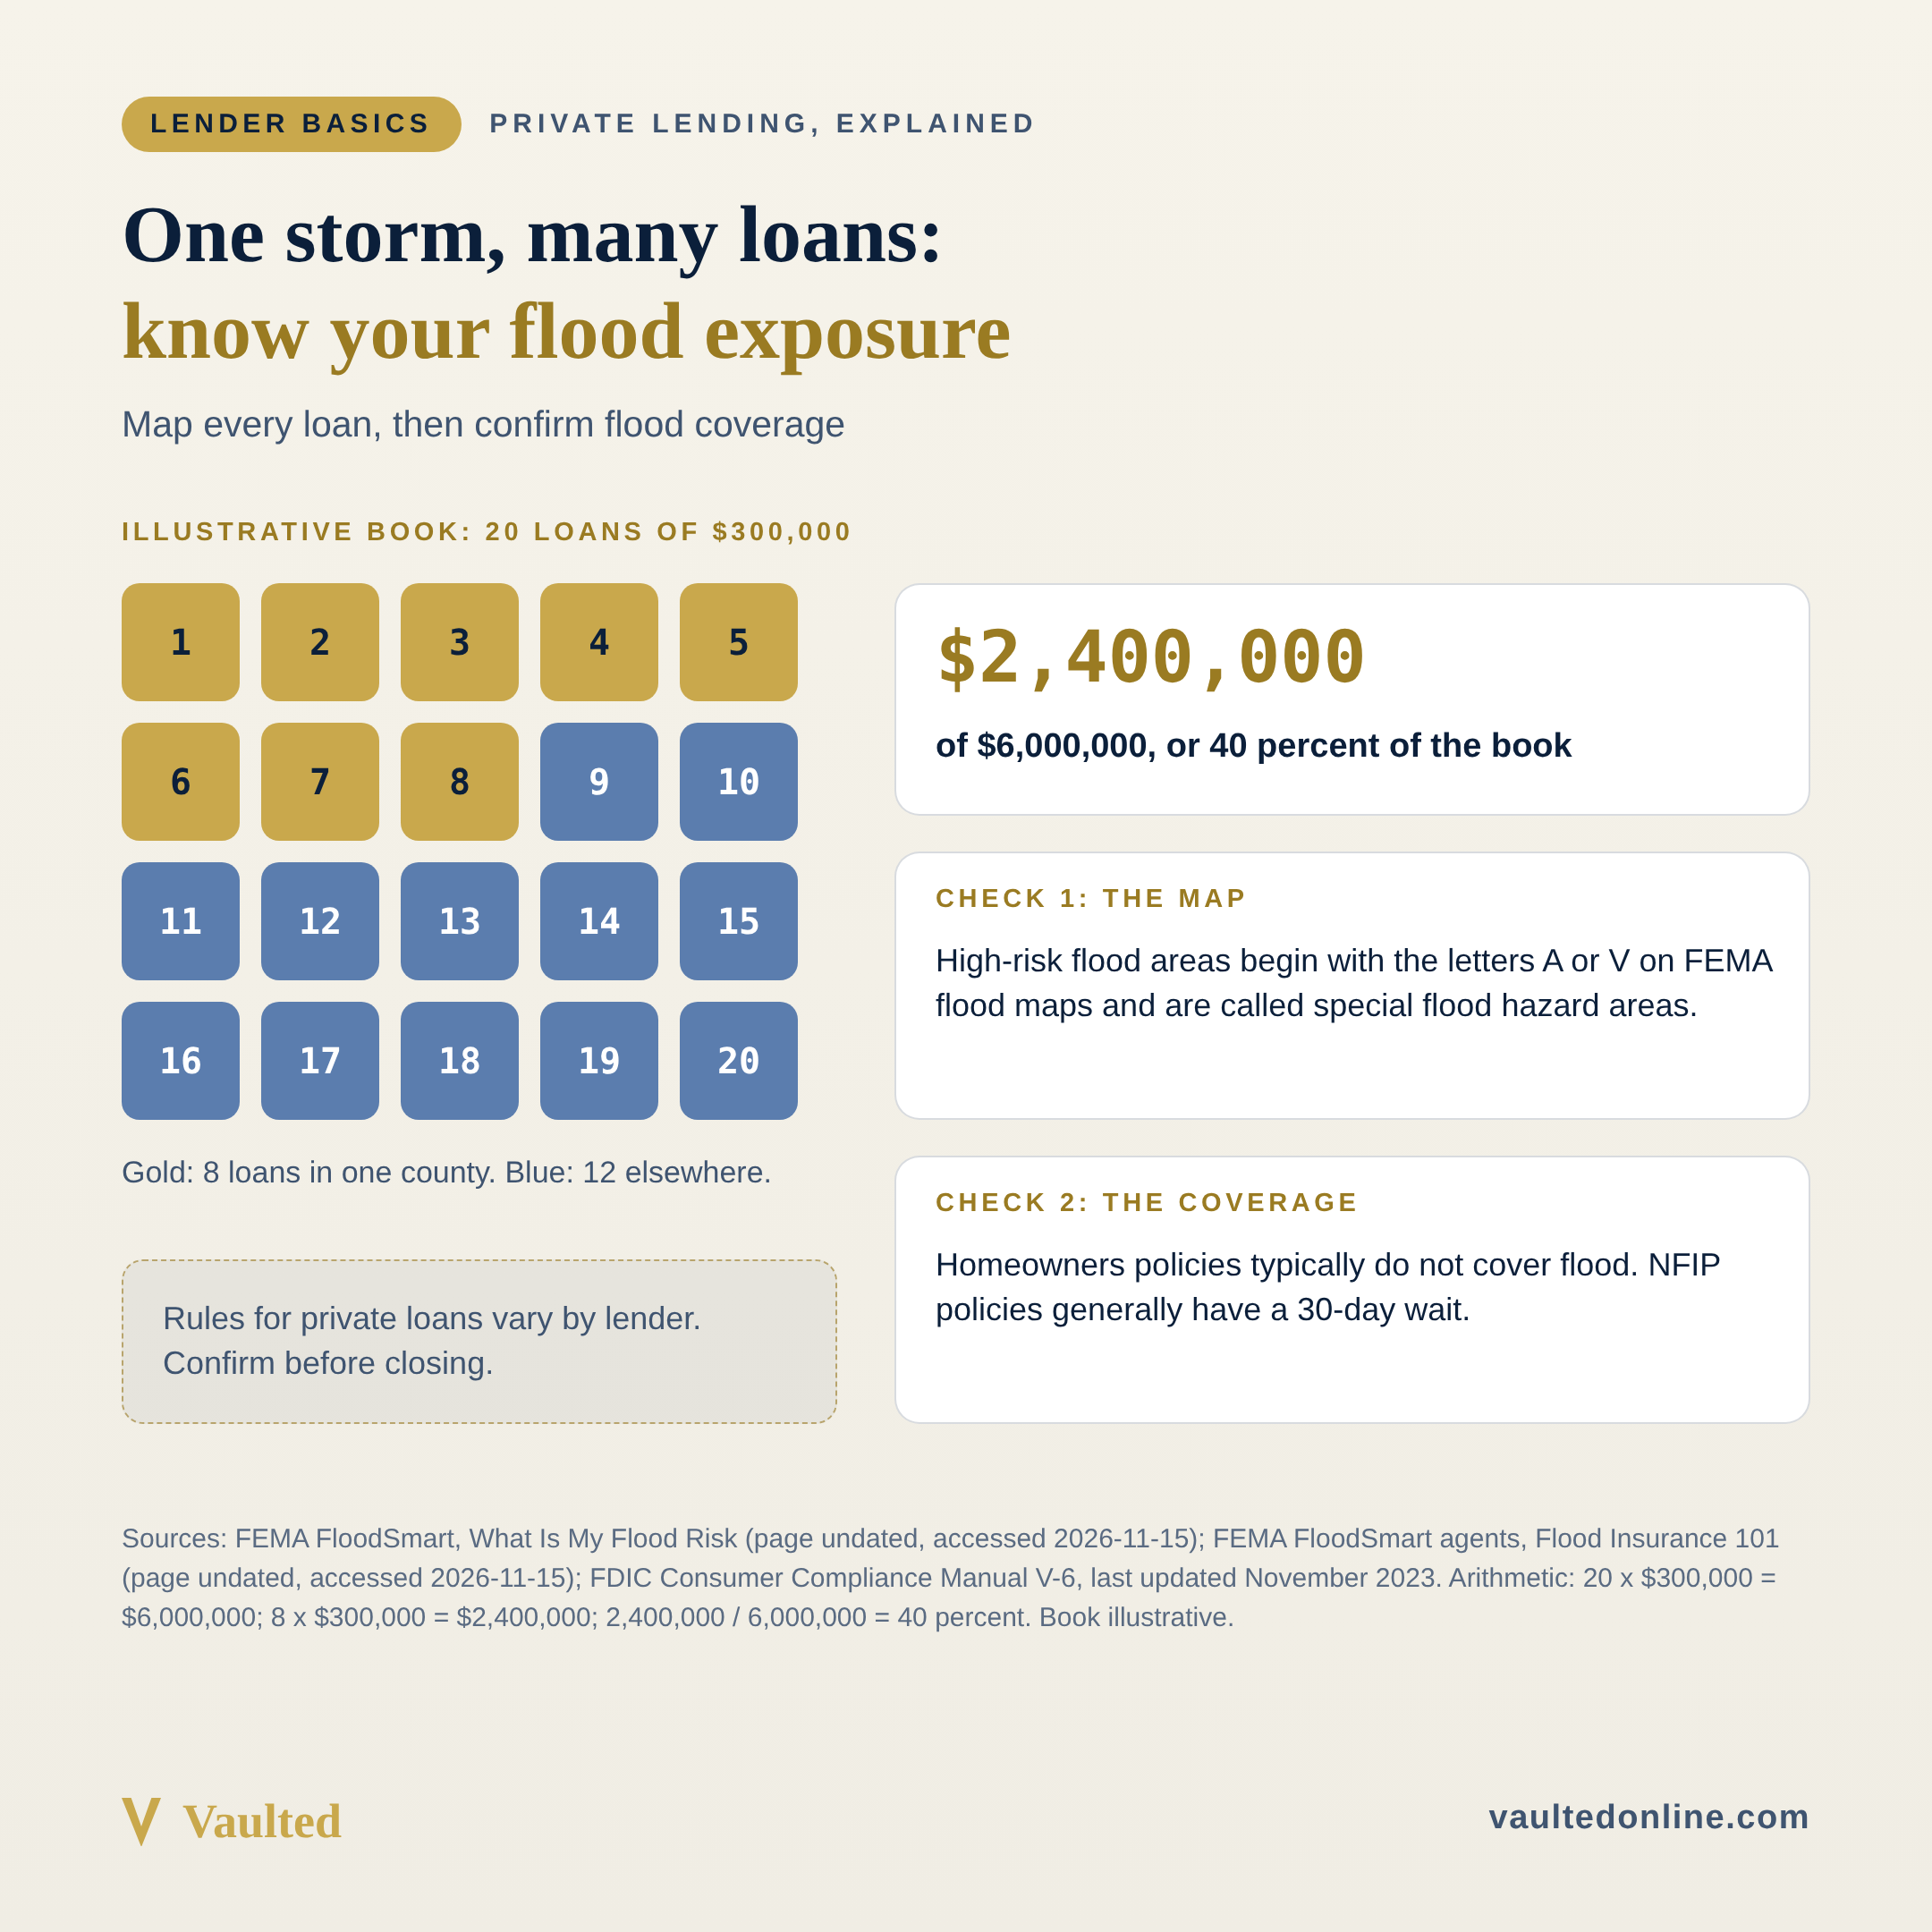 LENDER BASICS PRIVATE LENDING, EXPLAINED
One storm, many loans:
know your flood exposure
Map every loan, then confirm flood coverage
ILLUSTRATIVE BOOK: 20 LOANS OF $300,000
1 2 3 4 5
6 7 8 9 10
11 12 13 14 15
16 17 18 19 20
Gold: 8 loans in one county. Blue: 12 elsewhere.
Rules for private loans vary by lender.
Confirm before closing.
$2,400,000
of $6,000,000, or 40 percent of the book
CHECK 1: THE MAP
High-risk flood areas begin with the letters A or V on FEMA
flood maps and are called special flood hazard areas.
CHECK 2: THE COVERAGE
Homeowners policies typically do not cover flood. NFIP
policies generally have a 30-day wait.
Sources: FEMA FloodSmart, What Is My Flood Risk (page undated, accessed 2026-11-15); FEMA FloodSmart agents, Flood Insurance 101
(page undated, accessed 2026-11-15); FDIC Consumer Compliance Manual V-6, last updated November 2023. Arithmetic: 20 x $300,000 =
$6,000,000; 8 x $300,000 = $2,400,000; 2,400,000 / 6,000,000 = 40 percent. Book illustrative.
Vaulted
vaultedonline.com